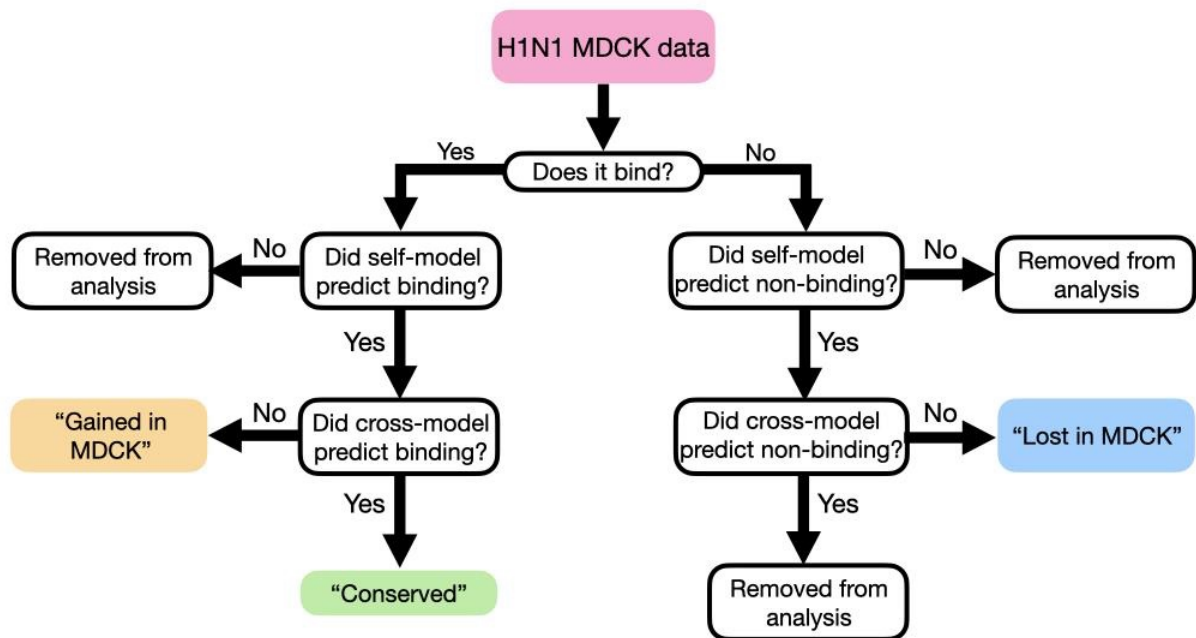 H1N1 MDCK data
Yes
No
Does it bind?
Removed from
analysis
No
Did self-model
predict binding?
Did self-model
predict non-binding?
No
Removed from
analysis
Yes
Yes
“Gained in
MDCK”
No
Did cross-model
predict binding?
Did cross-model
predict non-binding?
No
“Lost in MDCK”
Yes
Yes
“Conserved”
Removed from
analysis